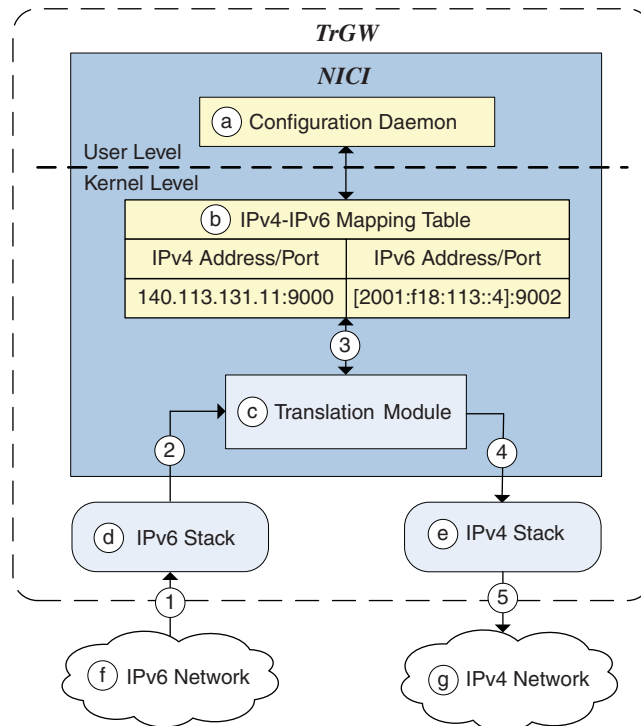 TrGW
NICI
a Configuration Daemon
User Level
Kernel Level
b IPv4-IPv6 Mapping Table
IPv4 Address/Port IPv6 Address/Port
140.113.131.11:9000 [2001:f18:113::4]:9002
3
c Translation Module
2
4
d IPv6 Stack
e IPv4 Stack
1
5
f IPv6 Network
g IPv4 Network